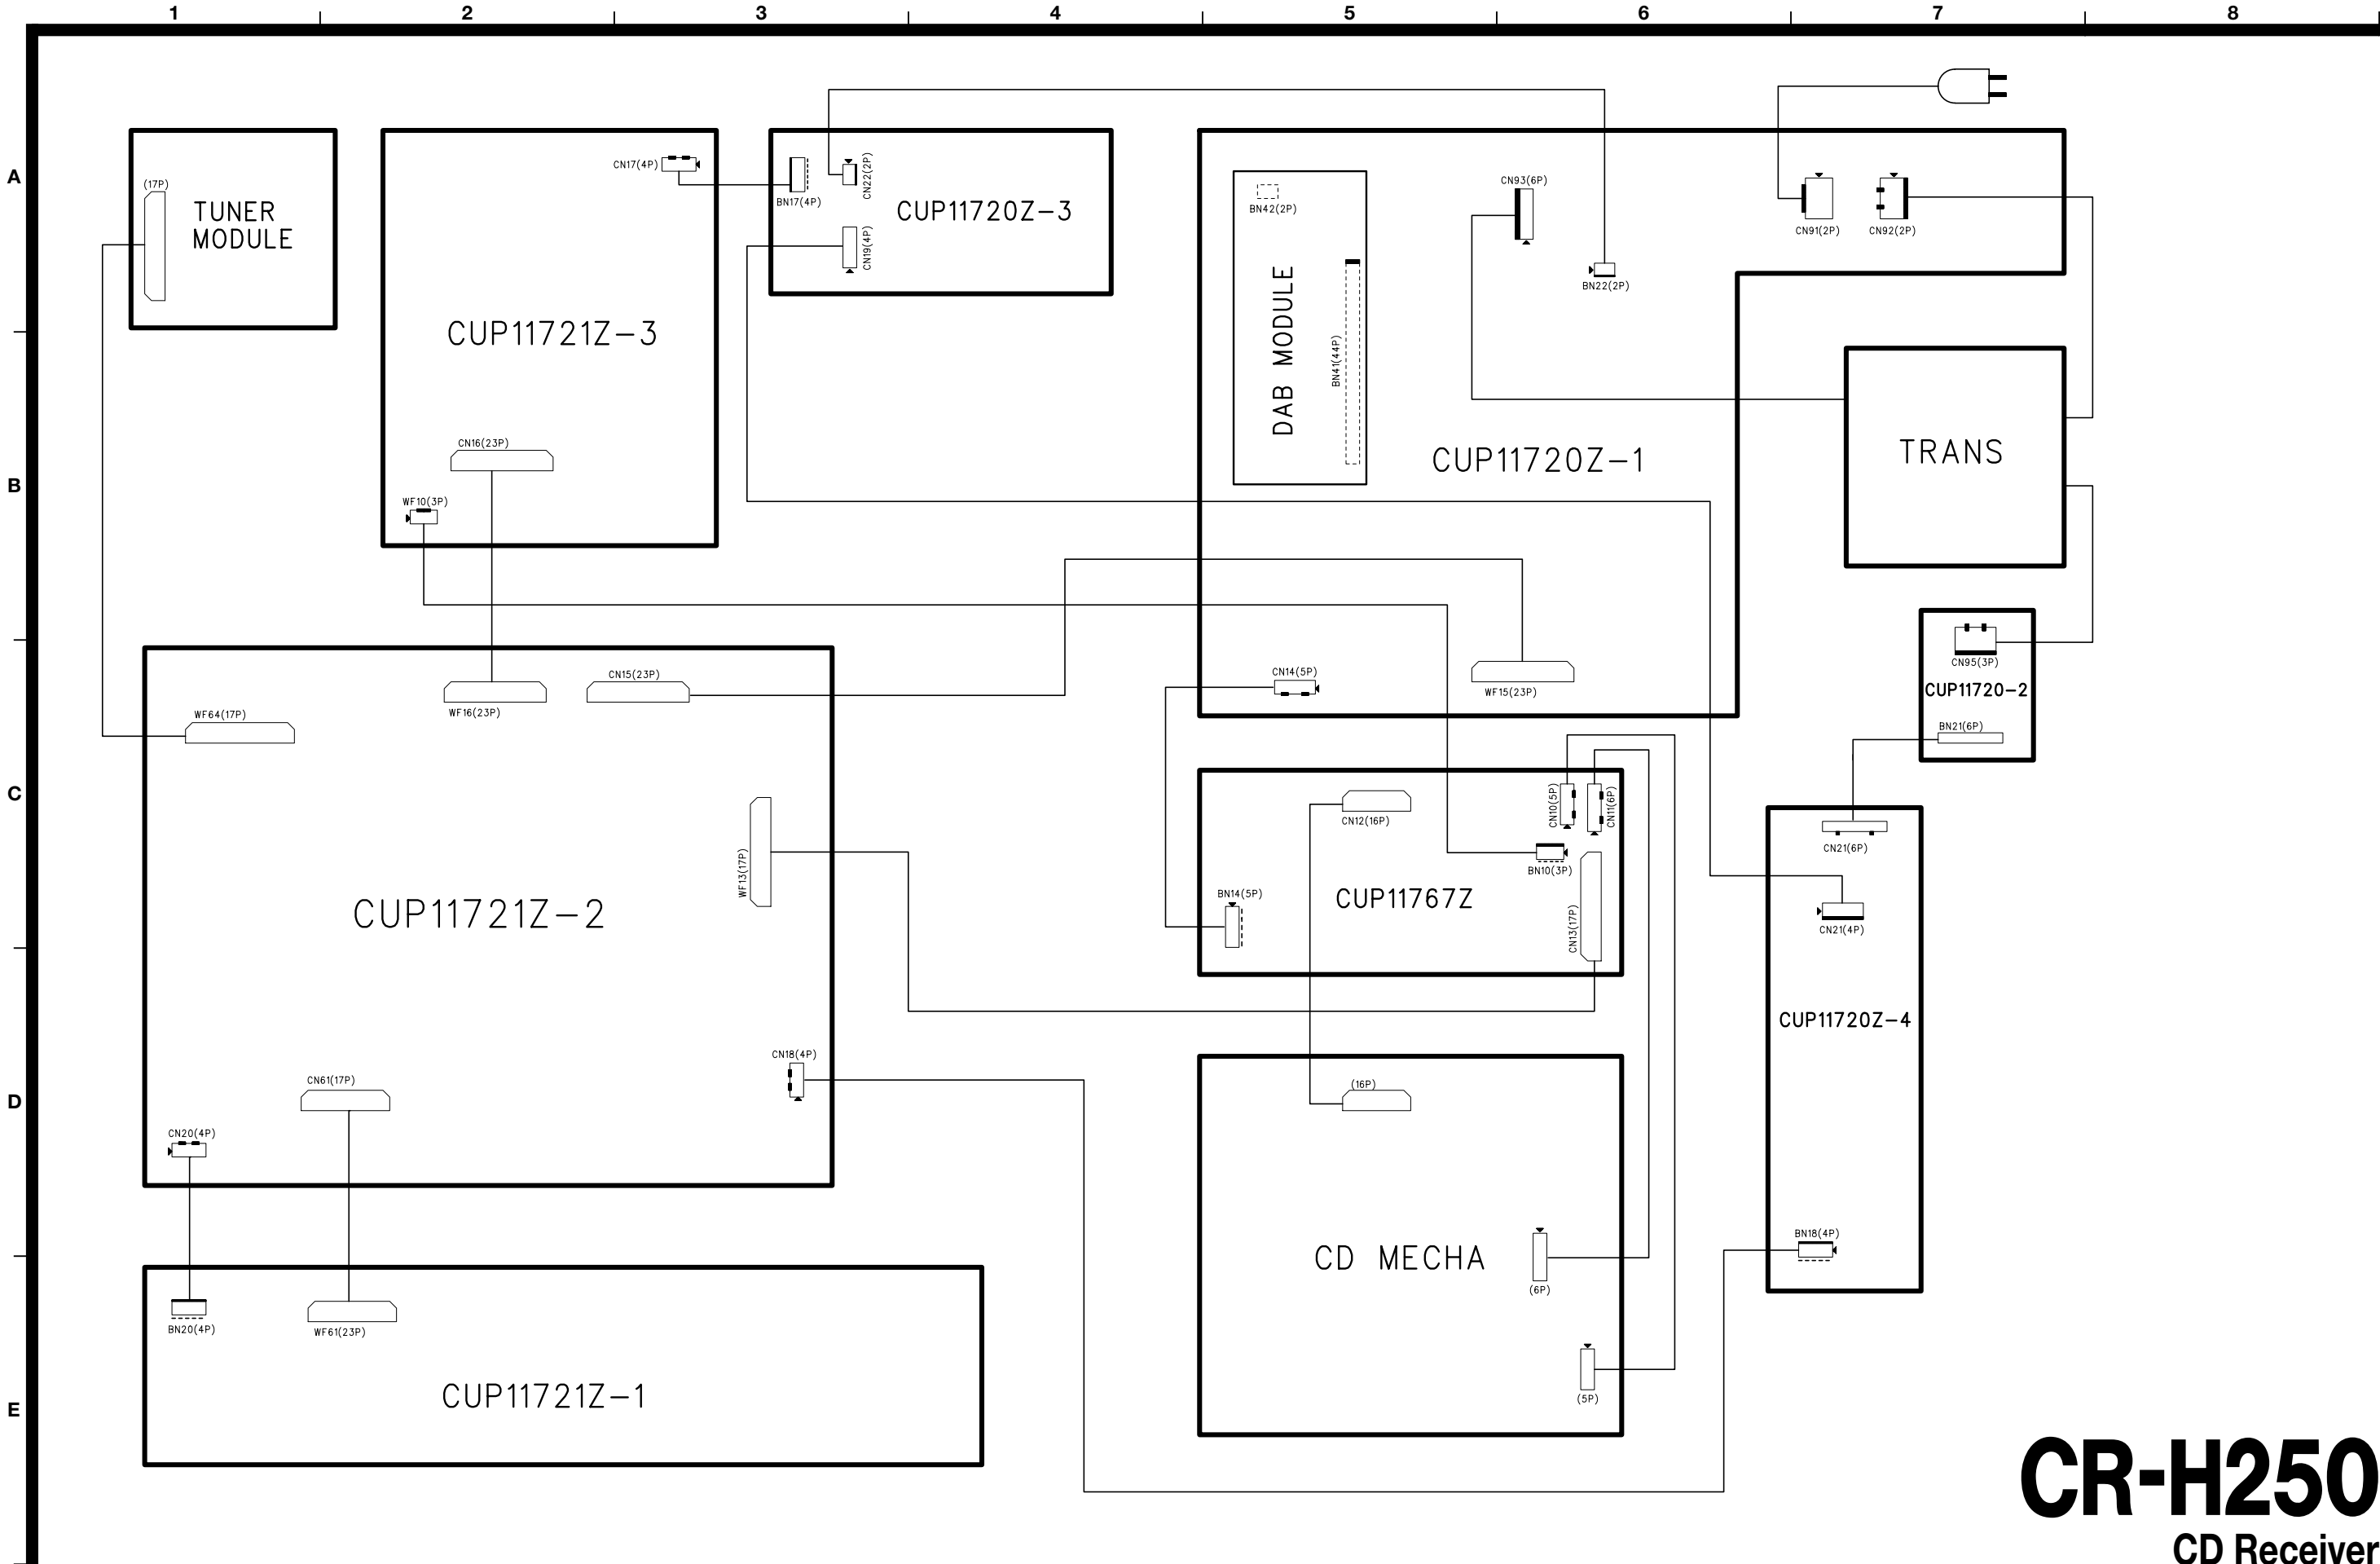 1 2 3 4 5 6 7 8
A
B
C
D
E
(17P)
TUNER
MODULE
CN17(4P)
CUP11721Z-3
CN16(23P)
WF10(3P)
BN17(4P)
CN22(2P)
CN19(4P)
CUP11720Z-3
BN42(2P)
DAB MODULE
BN41(44P)
CN93(6P)
BN22(2P)
CN91(2P)
CN92(2P)
CUP11720Z-1
TRANS
CN14(5P)
WF15(23P)
CN95(3P)
CUP11720-2
BN21(6P)
WF64(17P)
WF16(23P)
CN15(23P)
WF13(17P)
CUP11721Z-2
CN18(4P)
CN61(17P)
CN20(4P)
CN12(16P)
CN10(5P)
CN11(6P)
BN10(3P)
BN14(5P)
CUP11767Z
CN13(17P)
CN21(6P)
CN21(4P)
CUP11720Z-4
BN18(4P)
(16P)
CD MECHA
(6P)
(5P)
BN20(4P)
WF61(23P)
CUP11721Z-1
CR-H250
CD Receiver